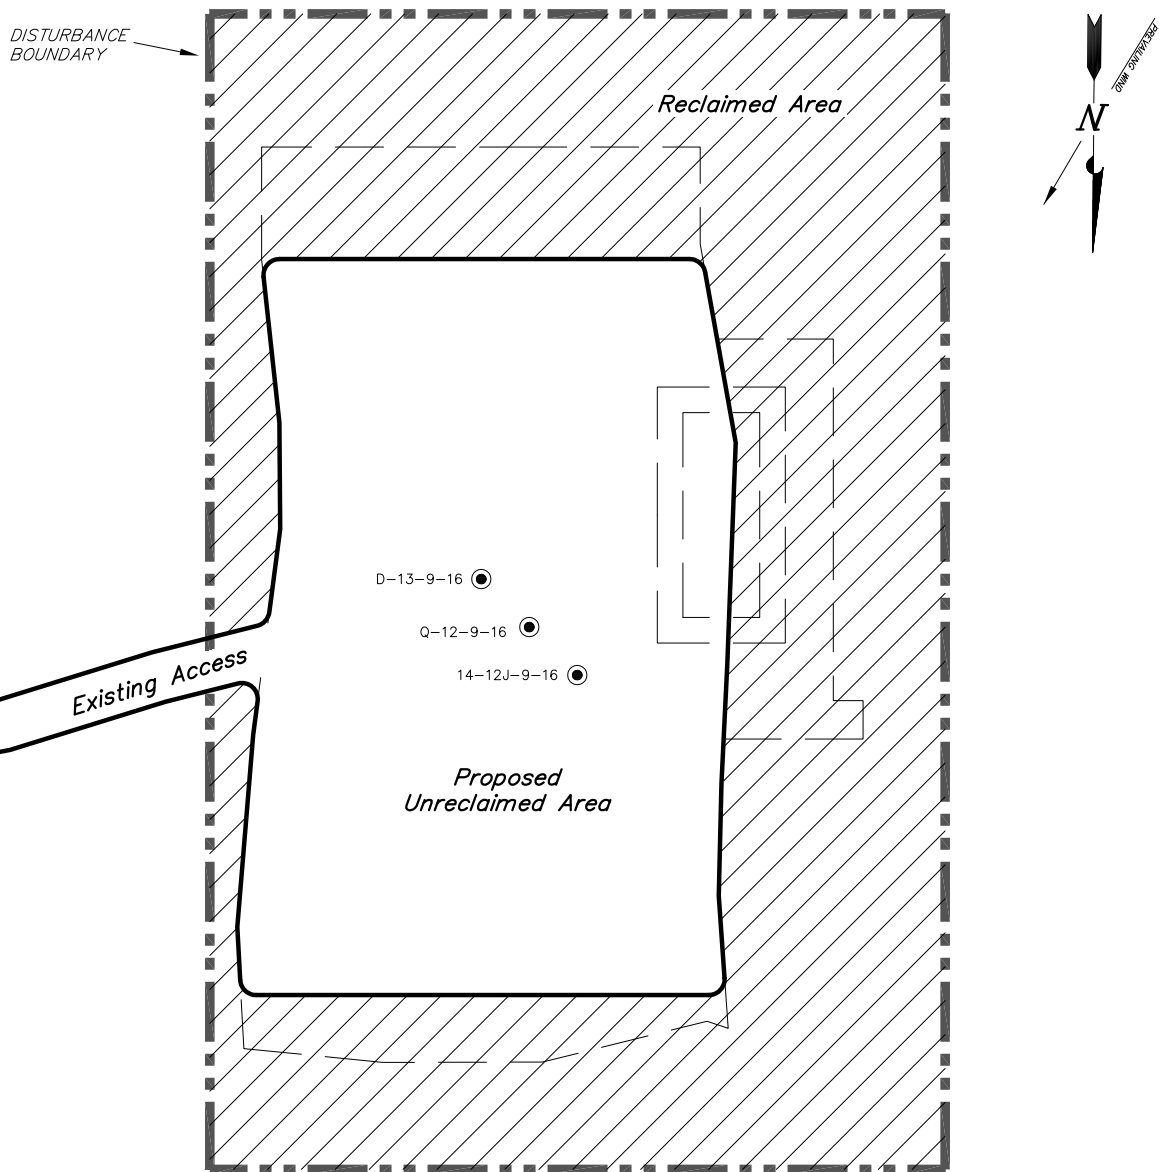 DISTURBANCE
BOUNDARY
PREVAILING WIND
Reclaimed Area
N
D-13-9-16
Q-12-9-16
14-12J-9-16
Existing Access
Proposed
Unreclaimed Area